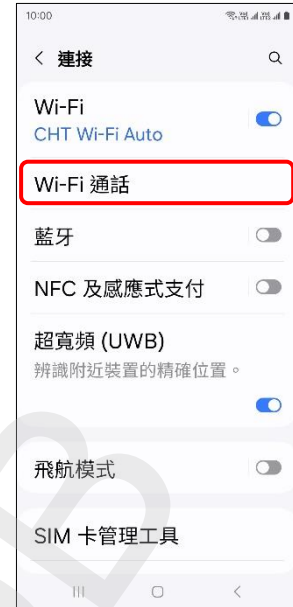 10:00
連接
Wi-Fi
CHT Wi-Fi Auto
Wi-Fi 通話
藍牙
NFC 及感應式支付
超寬頻 (UWB)
辨識附近裝置的精確位置。
飛航模式
SIM 卡管理工具